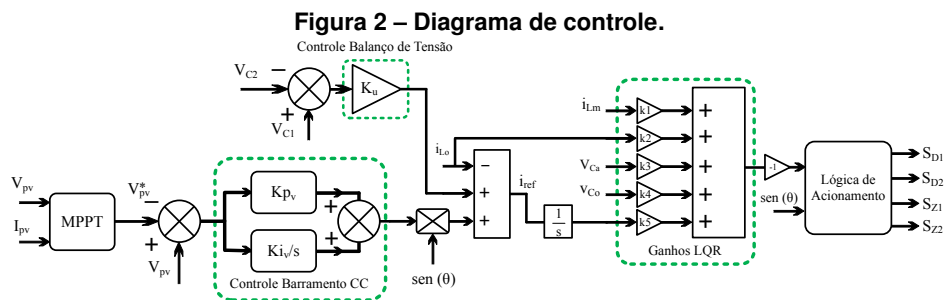 Figura 2 – Diagrama de controle.
Controle Balanço de Tensão
V_C2
−
K_u
+
V_C1
i_Lm
k1
+
k2
+
i_Lo
V_Ca
k3
+
v_Co
k4
+
k5
+
-1
sen (θ)
Lógica de
Acionamento
S_D1
S_D2
S_Z1
S_Z2
Ganhos LQR
−
+
+
i_ref
1
s
V_pv
I_pv
MPPT
V_pv*
−
+
V_pv
Kp_v
+
Ki_v/s
+
Controle Barramento CC
sen (θ)